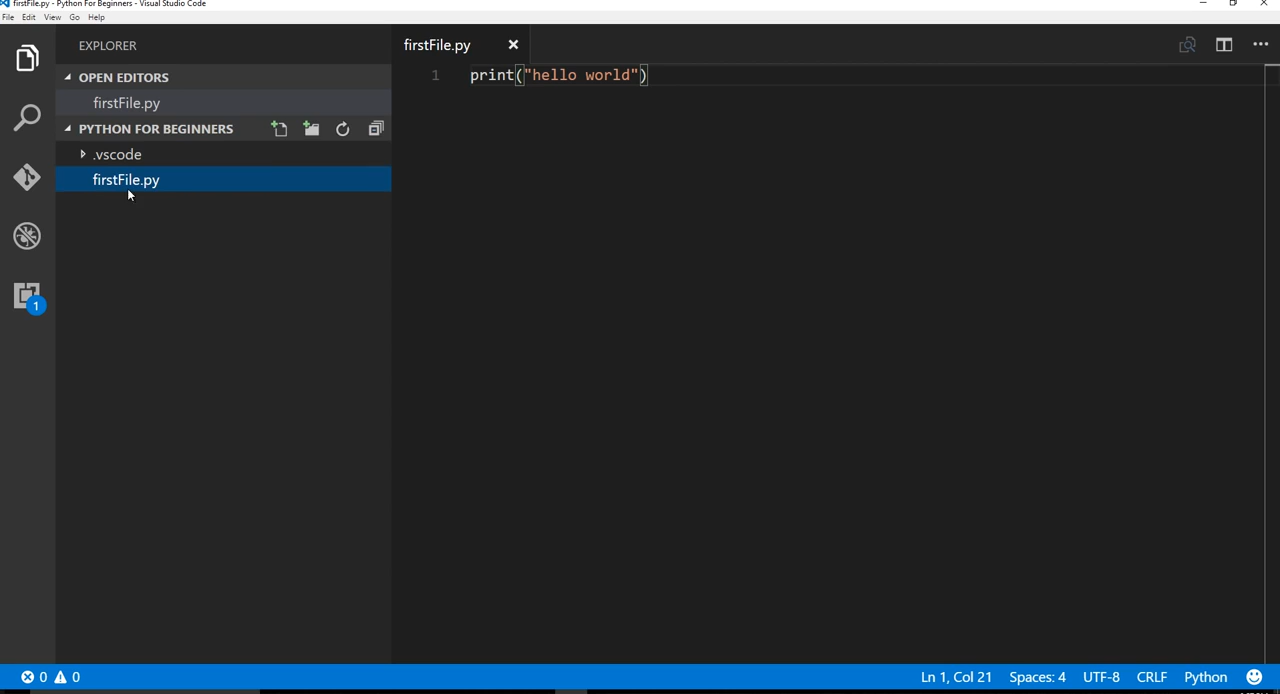 firstFile.py - Python For Beginners - Visual Studio Code
File Edit View Go Help
EXPLORER
OPEN EDITORS
firstFile.py
PYTHON FOR BEGINNERS
.vscode
firstFile.py
1
firstFile.py
1 print("hello world")
0 0
Ln 1, Col 21 Spaces: 4 UTF-8 CRLF Python